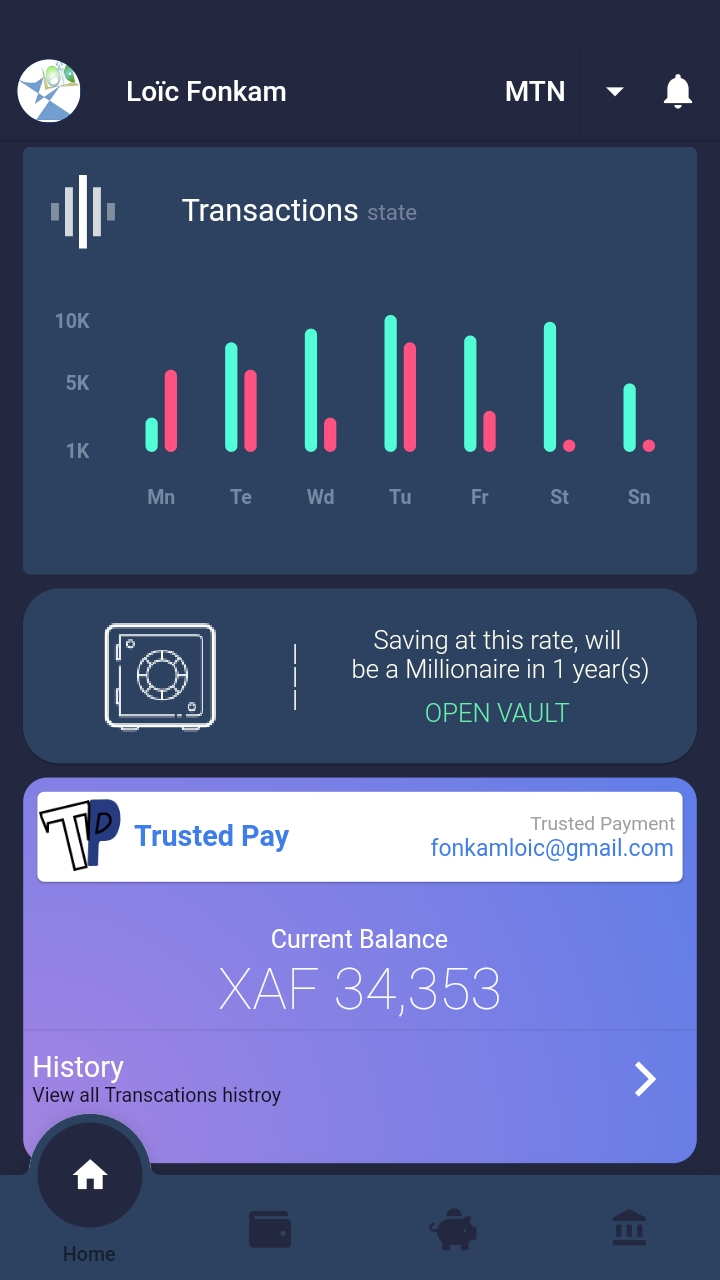 Loïc Fonkam MTN
Transactions state
10K
5K
1K
Mn Te Wd Tu Fr St Sn
Saving at this rate, will
be a Millionaire in 1 year(s)
OPEN VAULT
TP
Trusted Pay
Trusted Payment
fonkamloic@gmail.com
Current Balance
XAF 34,353
History
View all Transcations histroy
Home